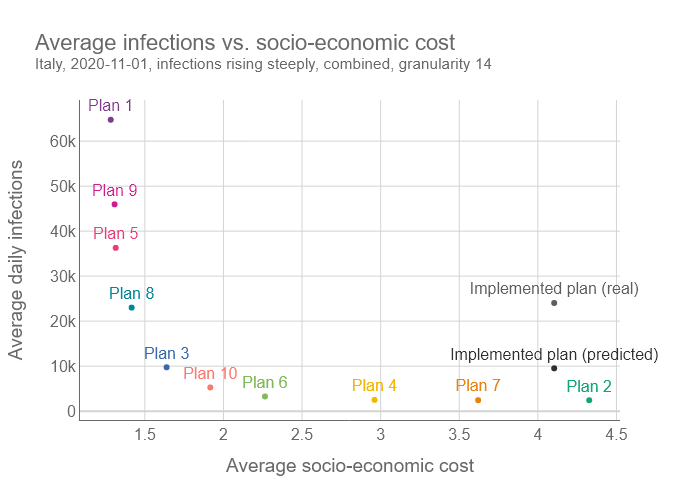 Average infections vs. socio-economic cost
Italy, 2020-11-01, infections rising steeply, combined, granularity 14
Plan 1
60k
Plan 9
50k
Plan 5
40k
30k
Plan 8
Implemented plan (real)
20k
Plan 3
Implemented plan (predicted)
10k
Plan 10
Plan 6
Plan 4
Plan 7
Plan 2
0
1.5
2
2.5
3
3.5
4
4.5
Average daily infections
Average socio-economic cost